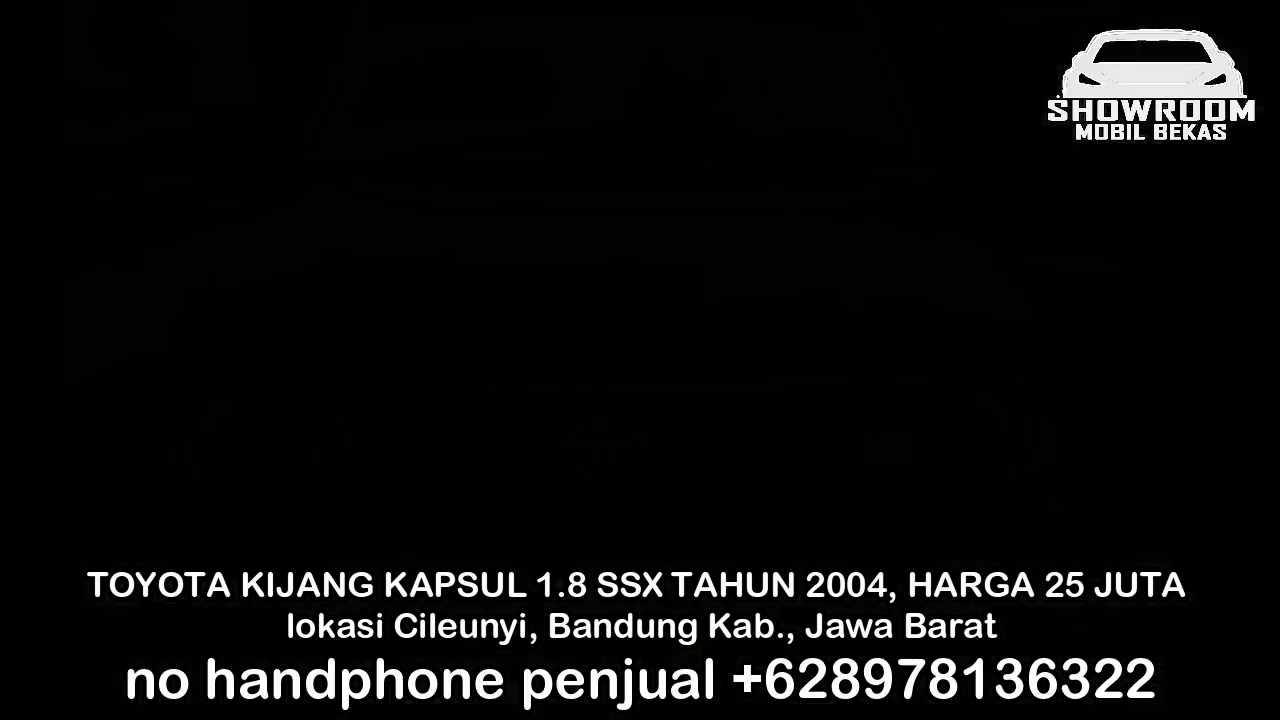 SHOWROOM
MOBIL BEKAS
TOYOTA KIJANG KAPSUL 1.8 SSX TAHUN 2004, HARGA 25 JUTA
lokasi Cileunyi, Bandung Kab., Jawa Barat
no handphone penjual +628978136322